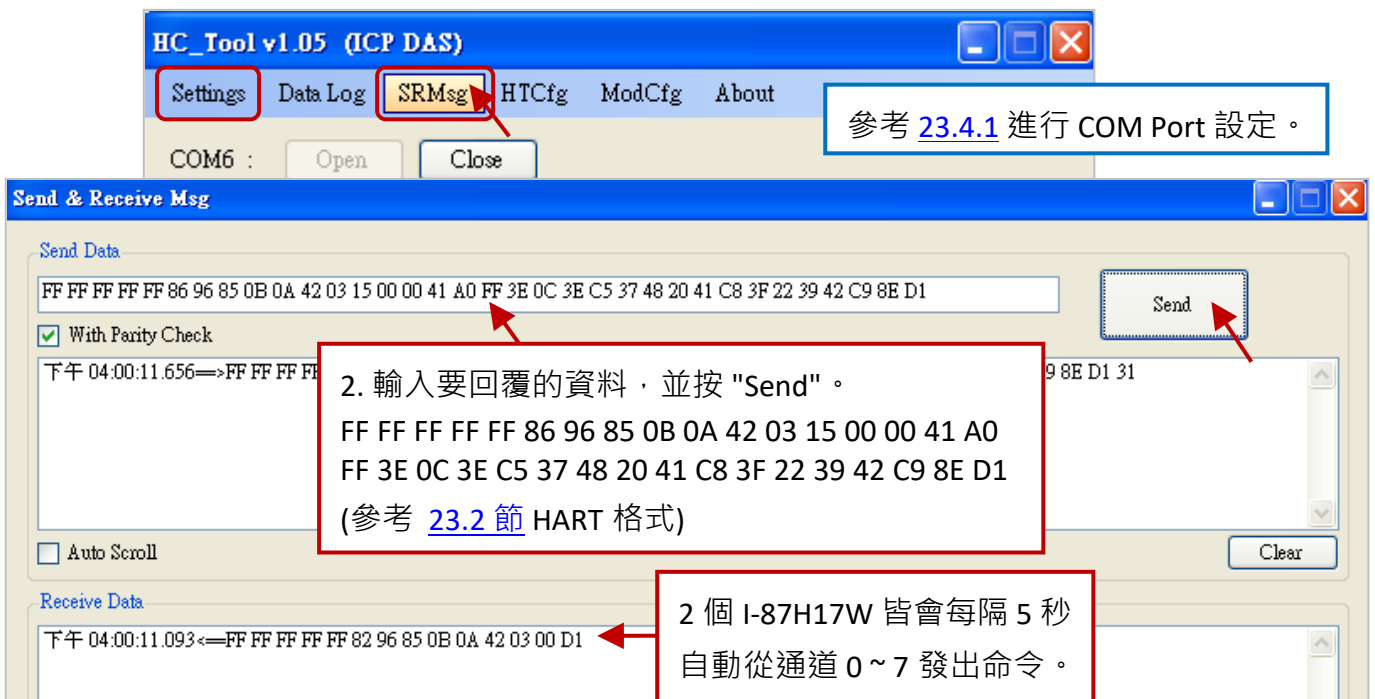 HC_Tool v1.05 (ICP DAS)
Settings Data Log SRMsg HTCfg ModCfg About
參考 23.4.1 進行 COM Port 設定。
COM6 : Open Close
Send & Receive Msg
Send Data
FF FF FF FF FF 86 96 85 0B 0A 42 03 15 00 00 41 A0 FF 3E 0C 3E C5 37 48 20 41 C8 3F 22 39 42 C9 8E D1
Send
With Parity Check
下午 04:00:11.656==>FF FF FF FF 9 8E D1 31
2. 輸入要回覆的資料，並按 "Send"。
FF FF FF FF FF 86 96 85 0B 0A 42 03 15 00 00 41 A0
FF 3E 0C 3E C5 37 48 20 41 C8 3F 22 39 42 C9 8E D1
(參考 23.2 節 HART 格式)
Auto Scroll
Clear
Receive Data
下午 04:00:11.093<==FF FF FF FF FF 82 96 85 0B 0A 42 03 00 D1
2 個 I-87H17W 皆會每隔 5 秒
自動從通道 0 ~ 7 發出命令。